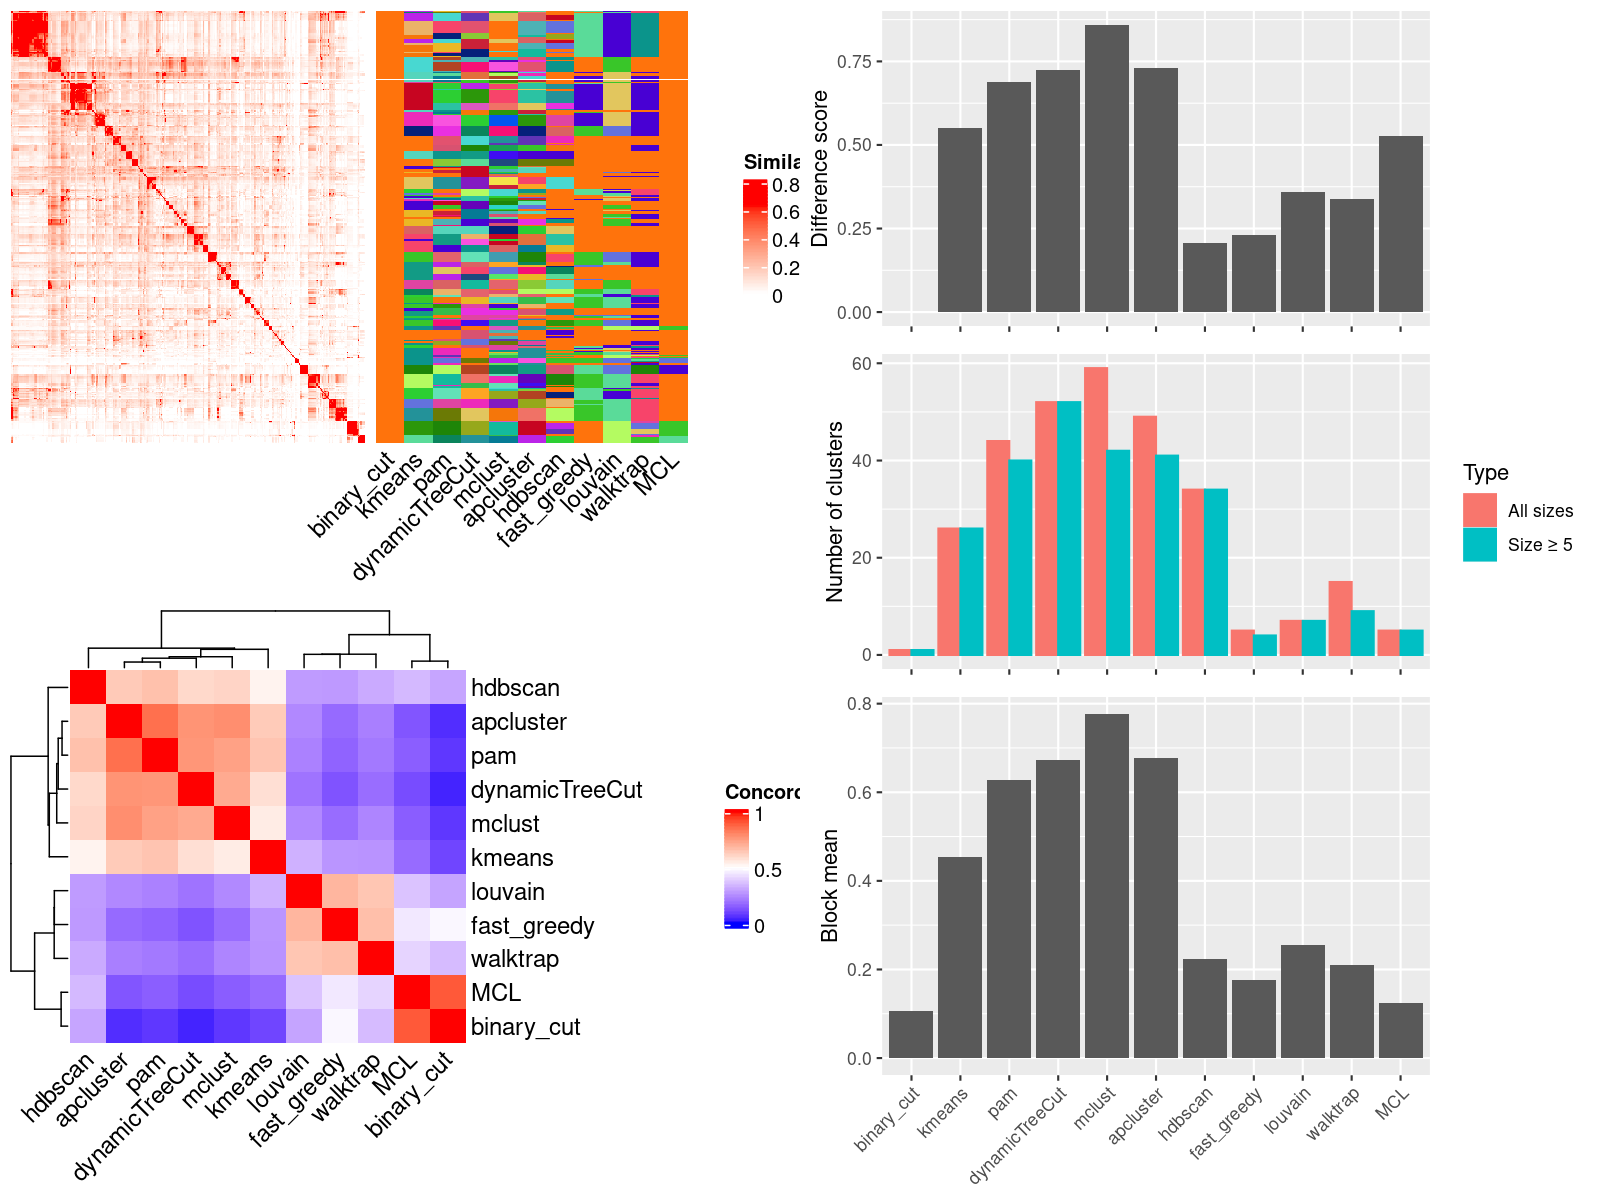 Simila
0.8
0.6
0.4
0.2
0
binary_cut
kmeans
pam
dynamicTreeCut
mclust
apcluster
hdbscan
fast_greedy
louvain
walktrap
MCL
Difference score
0.75
0.50
0.25
0.00
Number of clusters
60
40
20
0
Type
All sizes
Size ≥ 5
hdbscan
apcluster
pam
dynamicTreeCut
mclust
kmeans
louvain
fast_greedy
walktrap
MCL
binary_cut
hdbscan
apcluster
pam
dynamicTreeCut
mclust
kmeans
louvain
fast_greedy
walktrap
MCL
binary_cut
Concord
1
0.5
0
Block mean
0.8
0.6
0.4
0.2
0.0
binary_cut
kmeans
pam
dynamicTreeCut
mclust
apcluster
hdbscan
fast_greedy
louvain
walktrap
MCL